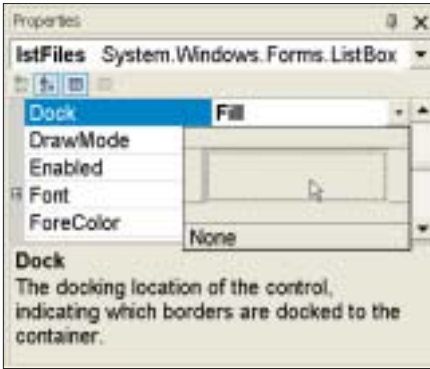 Properties
lstFiles System.Windows.Forms.ListBox
Dock Fill
DrawMode
Enabled
Font
ForeColor
None
Dock
The docking location of the control,
indicating which borders are docked to the
container.